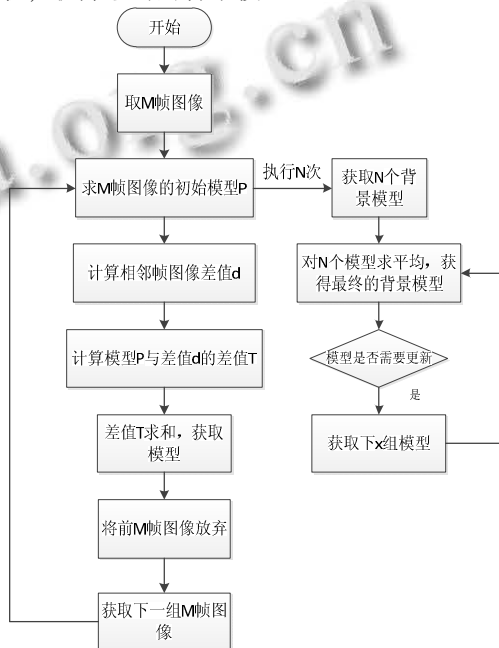 开始
取M帧图像
求M帧图像的初始模型P
执行N次
获取N个背
景模型
计算相邻帧图像差值d
对N个模型求平均，获
得最终的背景模型
计算模型P与差值d的差值T
模型是否需要更新
是
差值T求和，获取
模型
获取下x组模型
将前M帧图像放弃
获取下一组M帧图
像
.org.cn